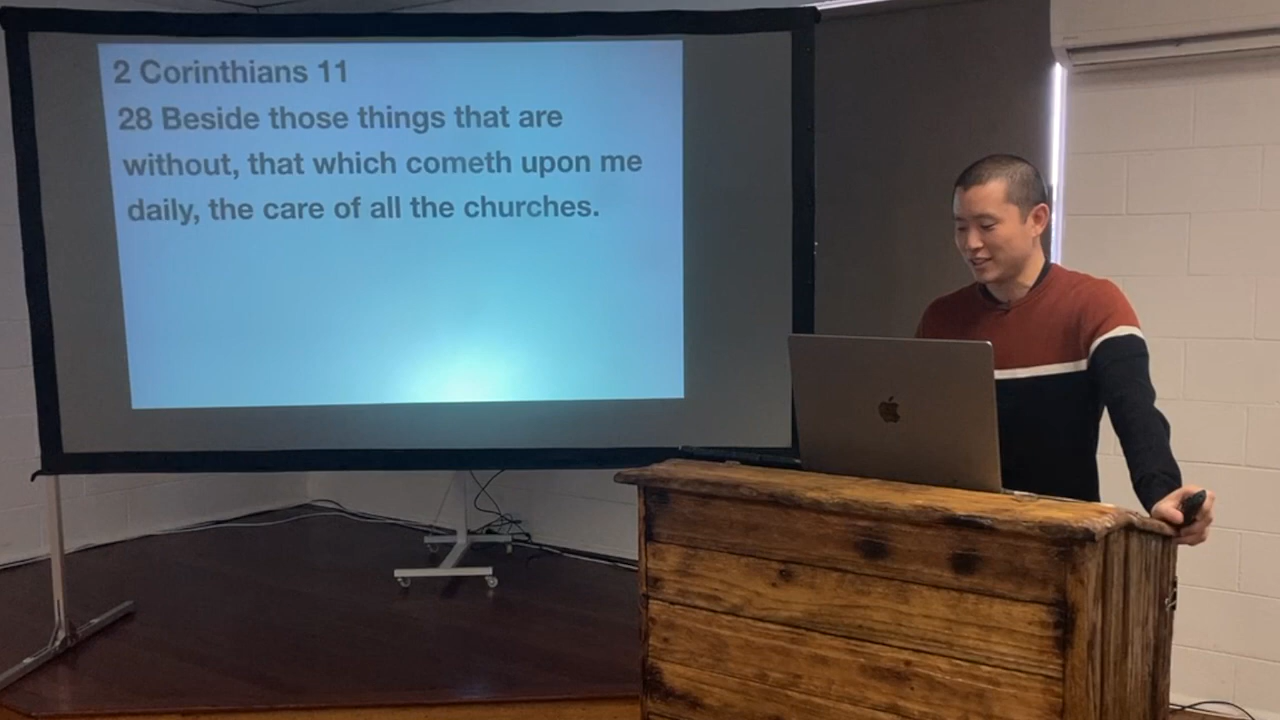 2 Corinthians 11
28 Beside those things that are
without, that which cometh upon me
daily, the care of all the churches.